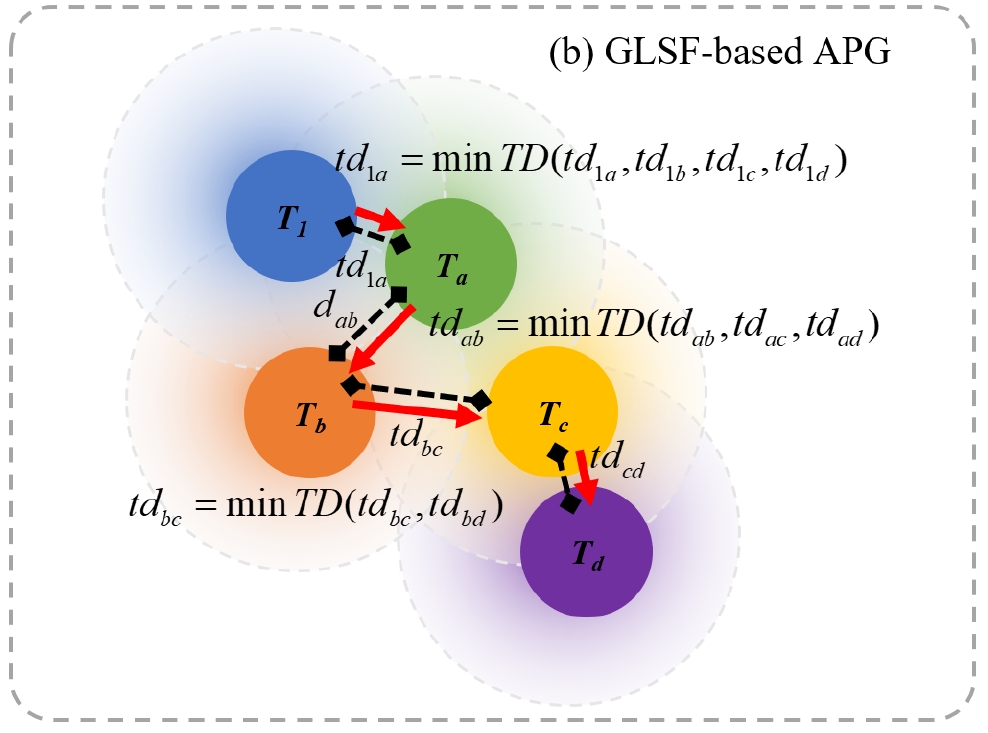 (b) GLSF-based APG
td_{1a} = min TD(td_{1a}, td_{1b}, td_{1c}, td_{1d})
T_1
td_{1a}
T_a
d_{ab}
td_{ab} = min TD(td_{ab}, td_{ac}, td_{ad})
T_b
T_c
td_{bc}
td_{cd}
td_{bc} = min TD(td_{bc}, td_{bd})
T_d